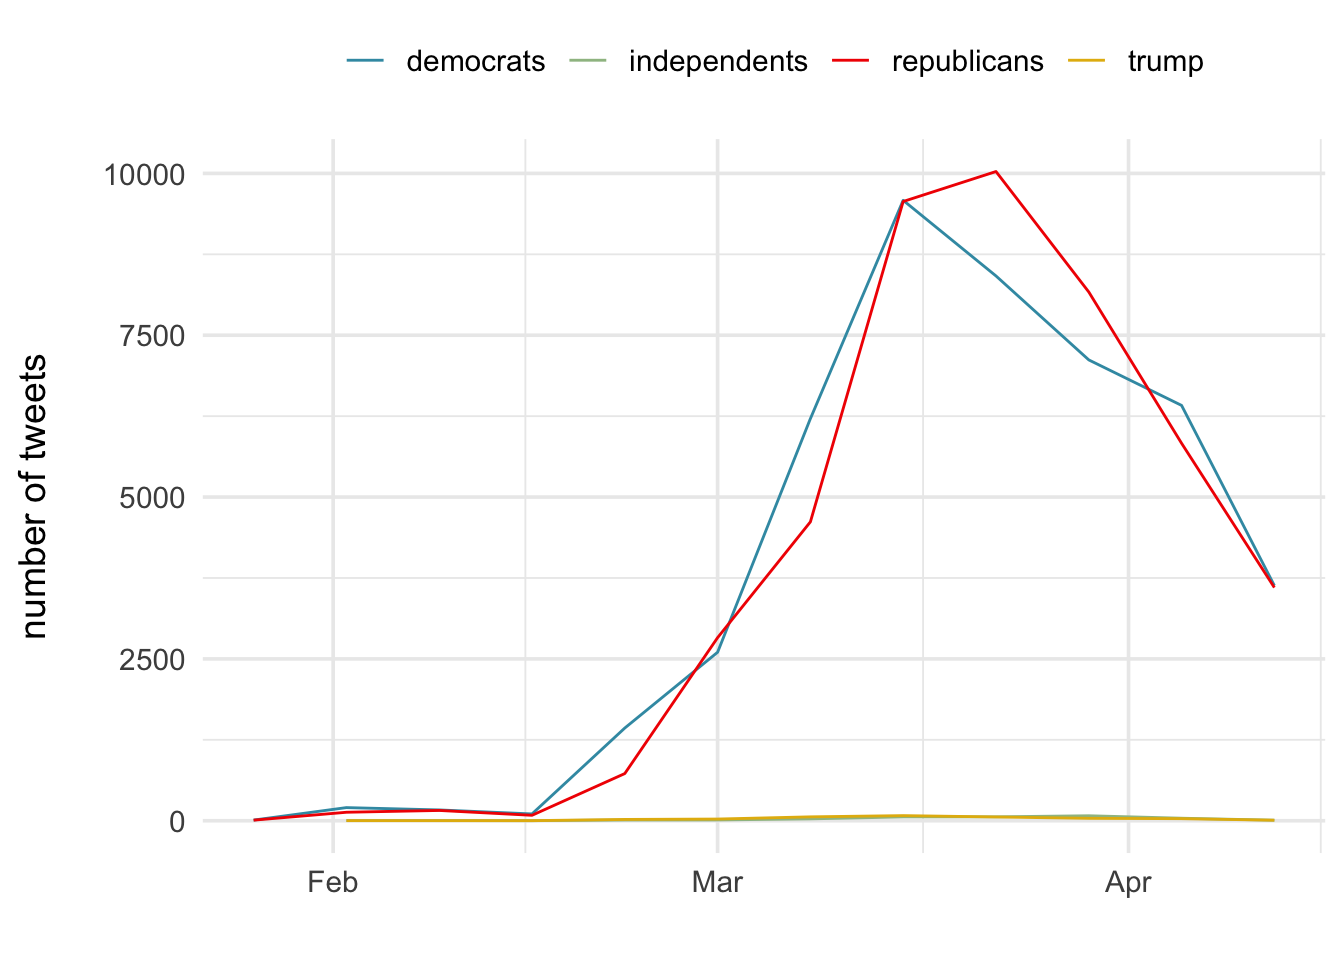 democrats independents republicans trump
10000
7500
5000
2500
0
number of tweets
Feb Mar Apr